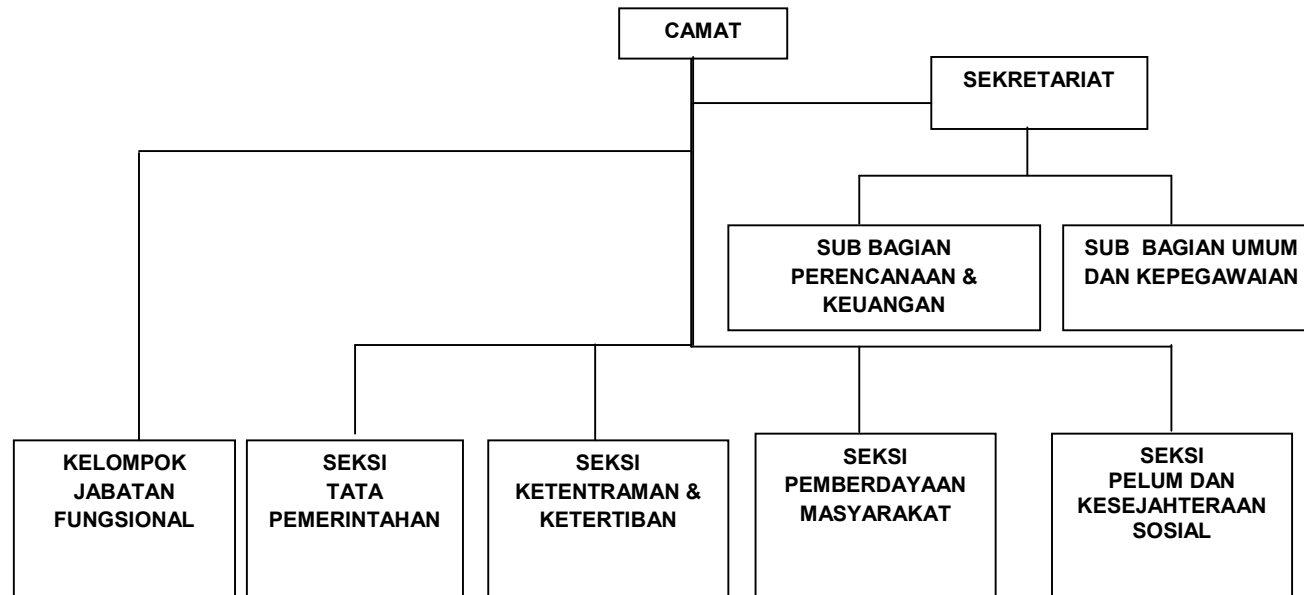 CAMAT
SEKRETARIAT
SUB BAGIAN
PERENCANAAN &
KEUANGAN
SUB BAGIAN UMUM
DAN KEPEGAWAIAN
KELOMPOK
JABATAN
FUNGSIONAL
SEKSI
TATA
PEMERINTAHAN
SEKSI
KETENTRAMAN &
KETERTIBAN
SEKSI
PEMBERDAYAAN
MASYARAKAT
SEKSI
PELUM DAN
KESEJAHTERAAN
SOSIAL